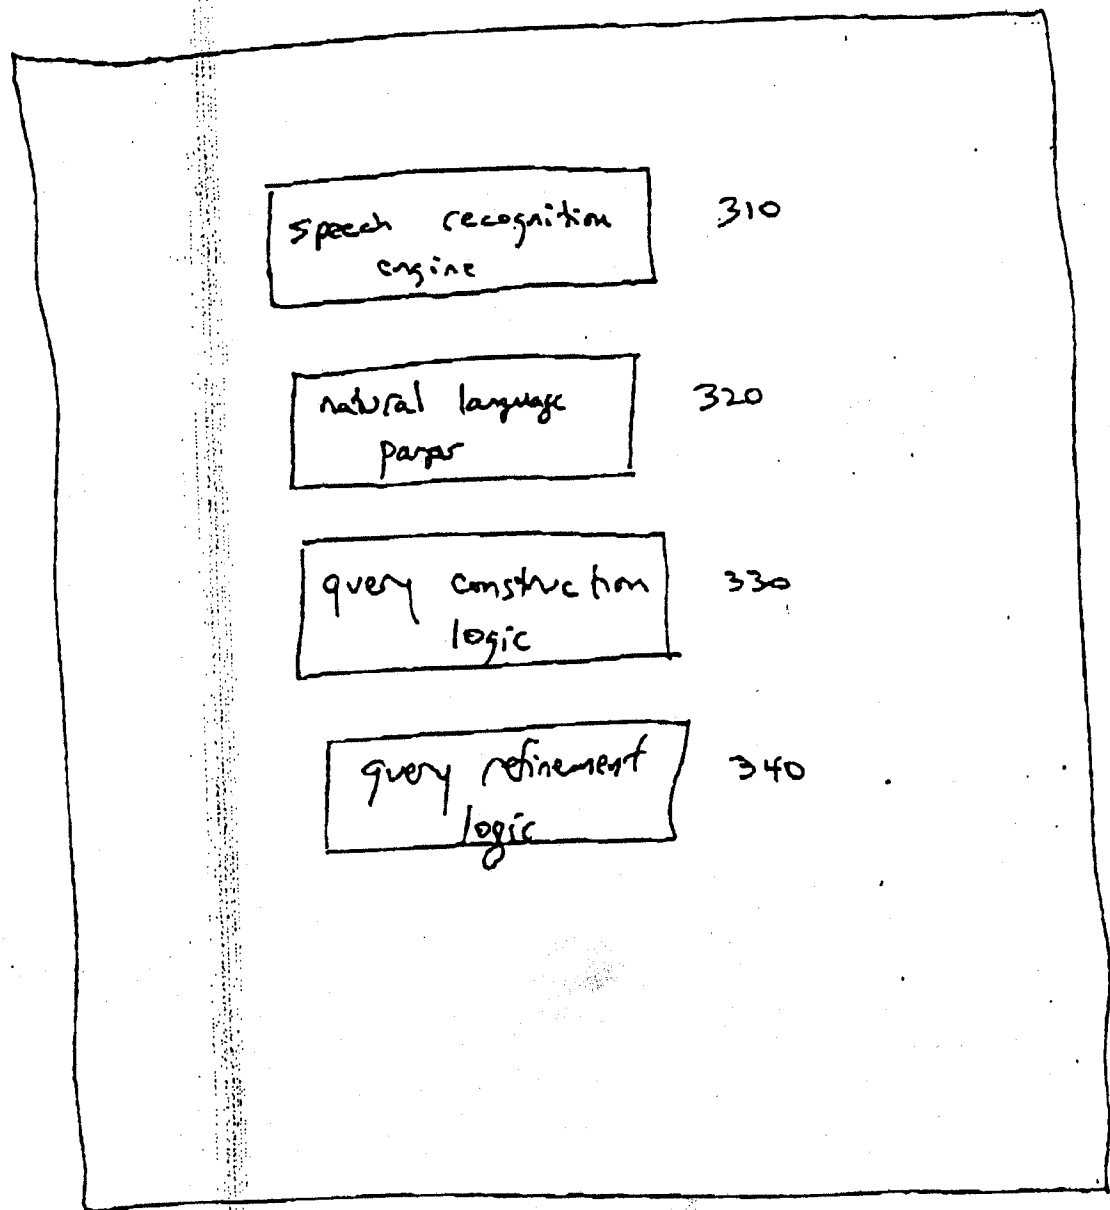 speech recognition 310
engine
natural language 320
parser
query construction 330
logic
query refinement 340
logic